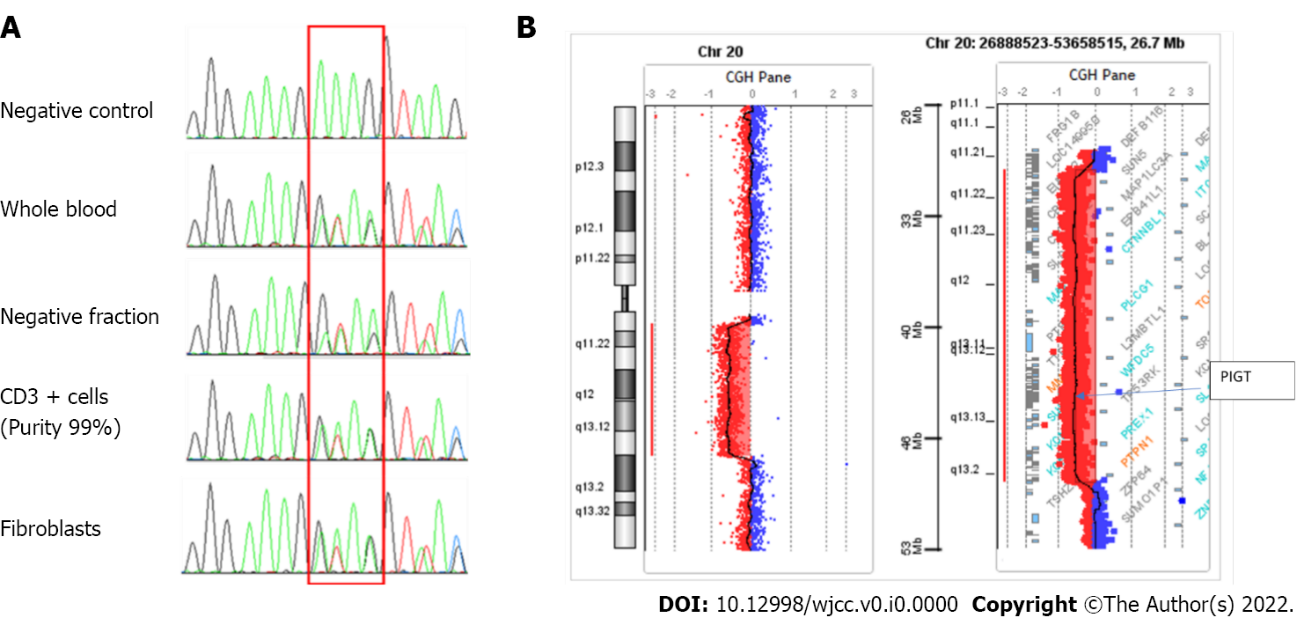 A
Negative control
Whole blood
Negative fraction
CD3 + cells
(Purity 99%)
Fibroblasts
B
Chr 20
CGH Pane
-3 -2 -1 0 1 2 3
p12.3
p12.1
p11.22
q11.22
q12
q13.12
q13.2
q13.32
Chr 20: 26888523-53658515, 26.7 Mb
CGH Pane
-3 -2 -1 0 1 2 3
26 Mb
33 Mb
40 Mb
46 Mb
53 Mb
p11.1
q11.1
q11.21
q11.22
q11.23
q12
q13.11
q13.12
q13.13
q13.2
FRG1B
DEFB118
SUN5
MAP1LC3A
EPB41L1
CTNNBL1
PLCG1
L3MBTL1
WFDC5
TP53RK
PREX1
PTPN1
ZFP64
SUMO1P1
PIGT
DOI: 10.12998/wjcc.v0.i0.0000 Copyright ©The Author(s) 2022.